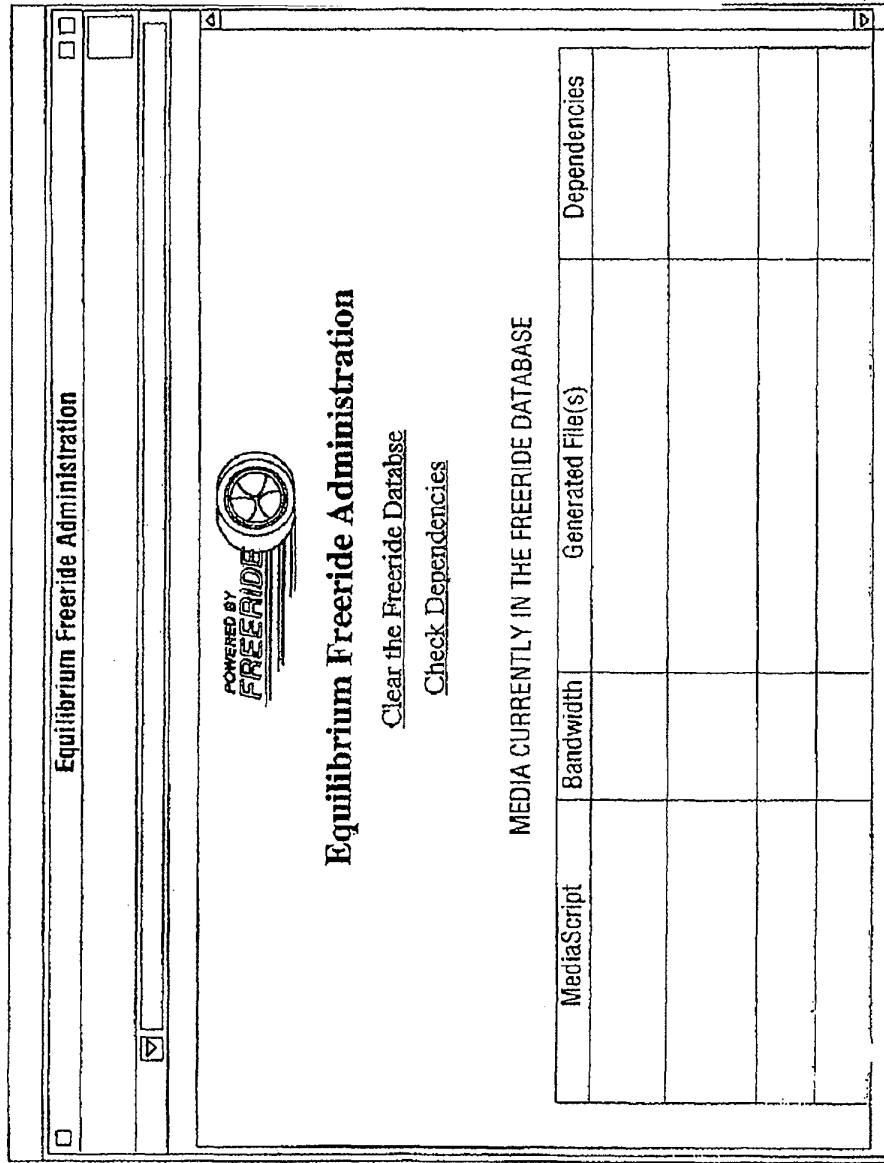 Equilibrium Freeride Administration
POWERED BY
FREERIDE
Equilibrium Freeride Administration
Clear the Freeride Databse
Check Dependencies
MEDIA CURRENTLY IN THE FREERIDE DATABASE
MediaScript Bandwidth Generated File(s) Dependencies